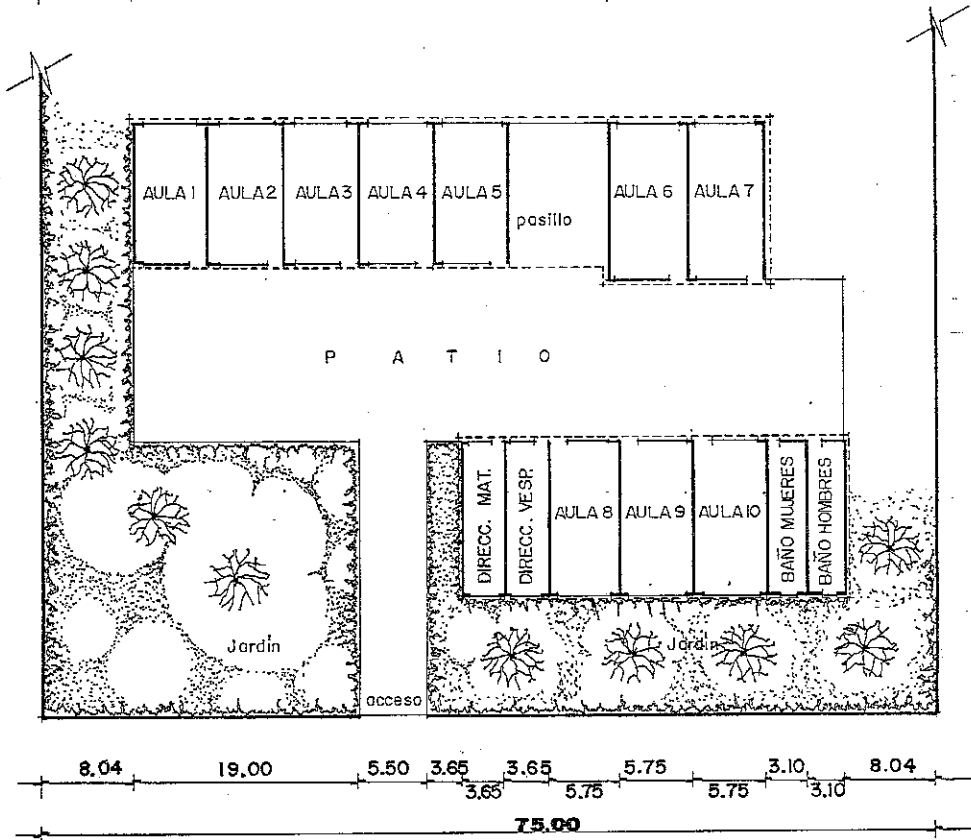 AULA 1
AULA 2
AULA 3
AULA 4
AULA 5
pasillo
AULA 6
AULA 7
P A T I O
DIRECC. MAT.
DIRECC. VESP.
AULA 8
AULA 9
AULA 10
BAÑO MUJERES
BAÑO HOMBRES
Jardín
Jardín
acceso
8.04 19.00 5.50 3.65 3.65 5.75 3.10 8.04
3.65 5.75 5.75 3.10
75.00